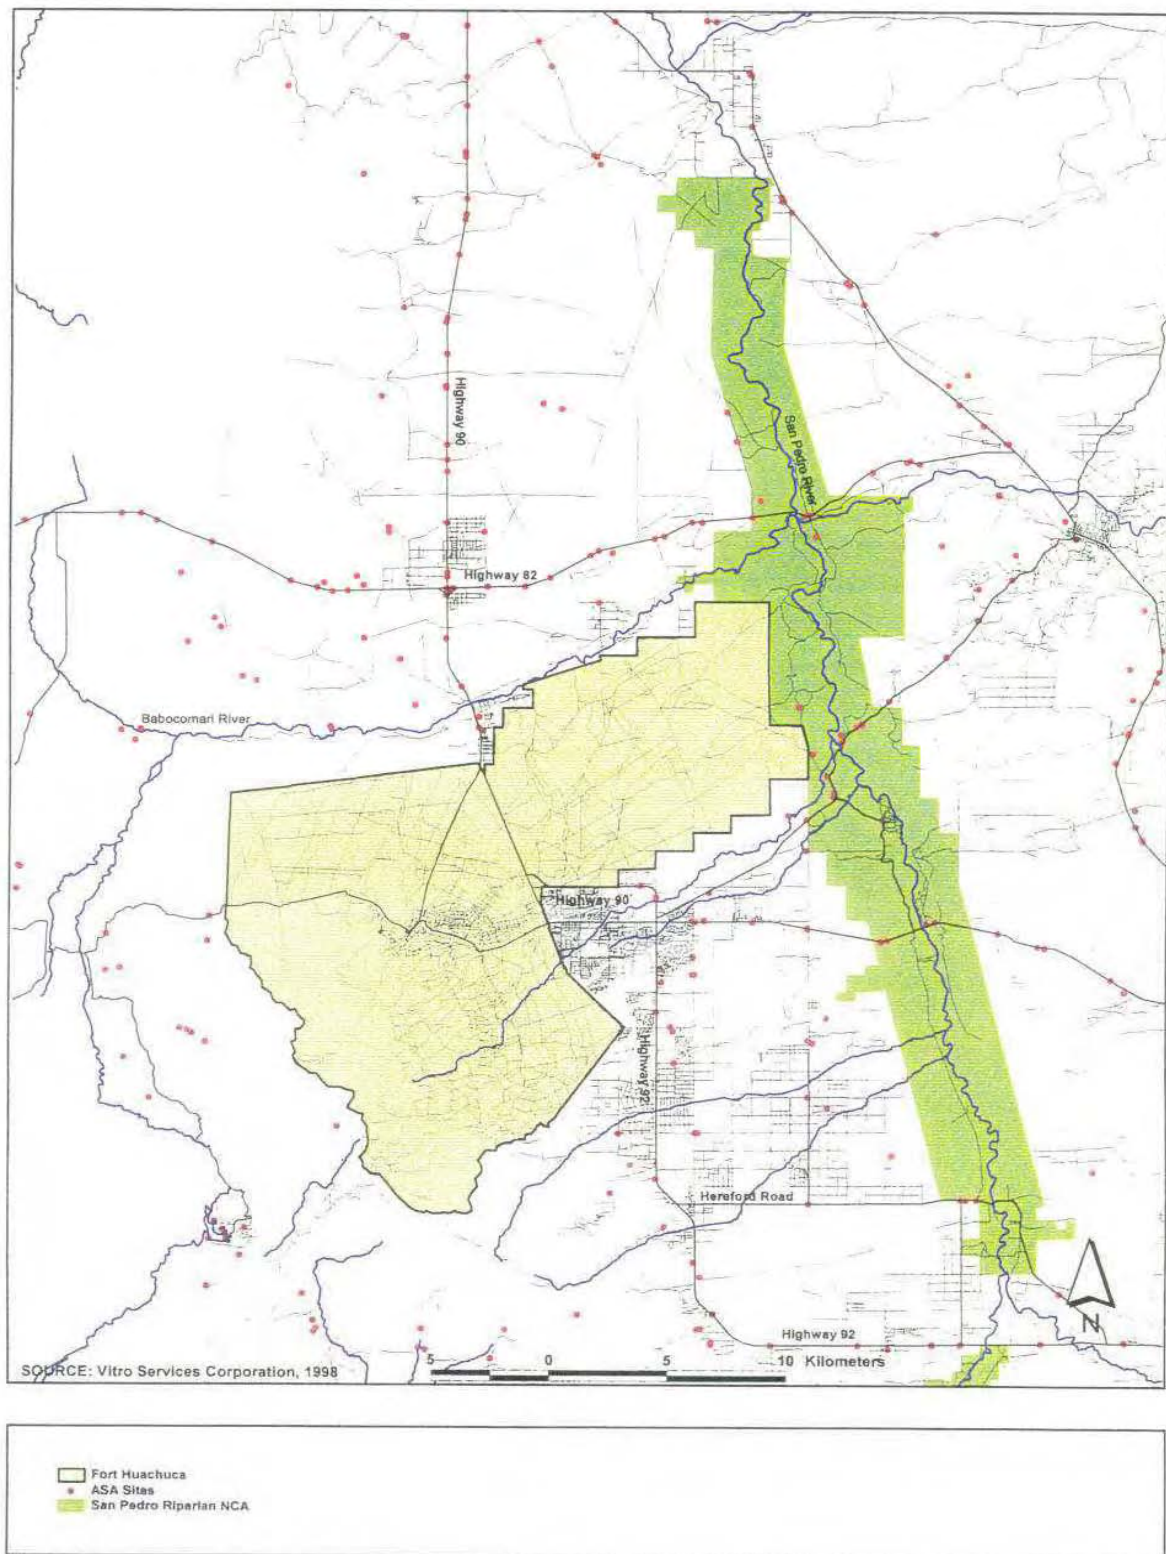 Highway 90
San Pedro River
Highway 82
Babocomari River
Highway 90
Highway 92
Hereford Road
N
Highway 92
SOURCE: Vitro Services Corporation, 1998
5 0 5 10 Kilometers
Fort Huachuca
ASA Sites
San Pedro Riparian NCA